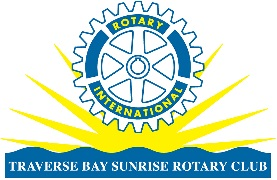 ROTARY
INTERNATIONAL
TRAVERSE BAY SUNRISE ROTARY CLUB